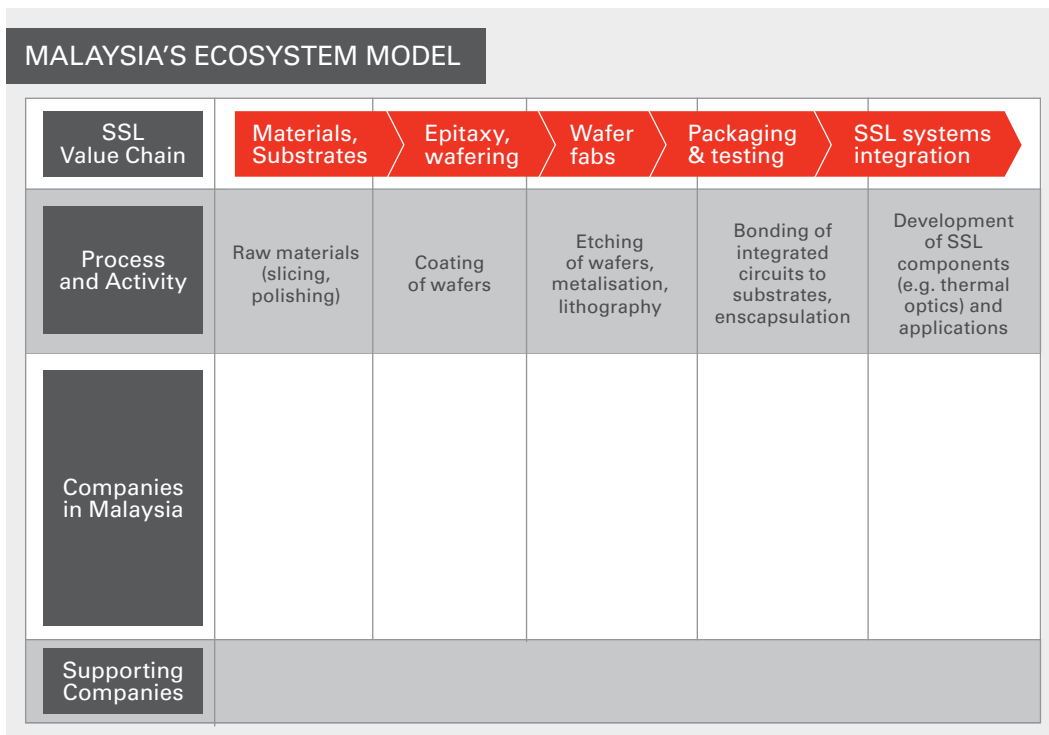 MALAYSIA'S ECOSYSTEM MODEL
SSL
Value Chain
Materials,
Substrates
Epitaxy,
wafering
Wafer
fabs
Packaging
& testing
SSL systems
integration
Process
and Activity
Raw materials
(slicing,
polishing)
Coating
of wafers
Etching
of wafers,
metalisation,
lithography
Bonding of
integrated
circuits to
substrates,
enscapsulation
Development
of SSL
components
(e.g. thermal
optics) and
applications
Companies
in Malaysia
Supporting
Companies